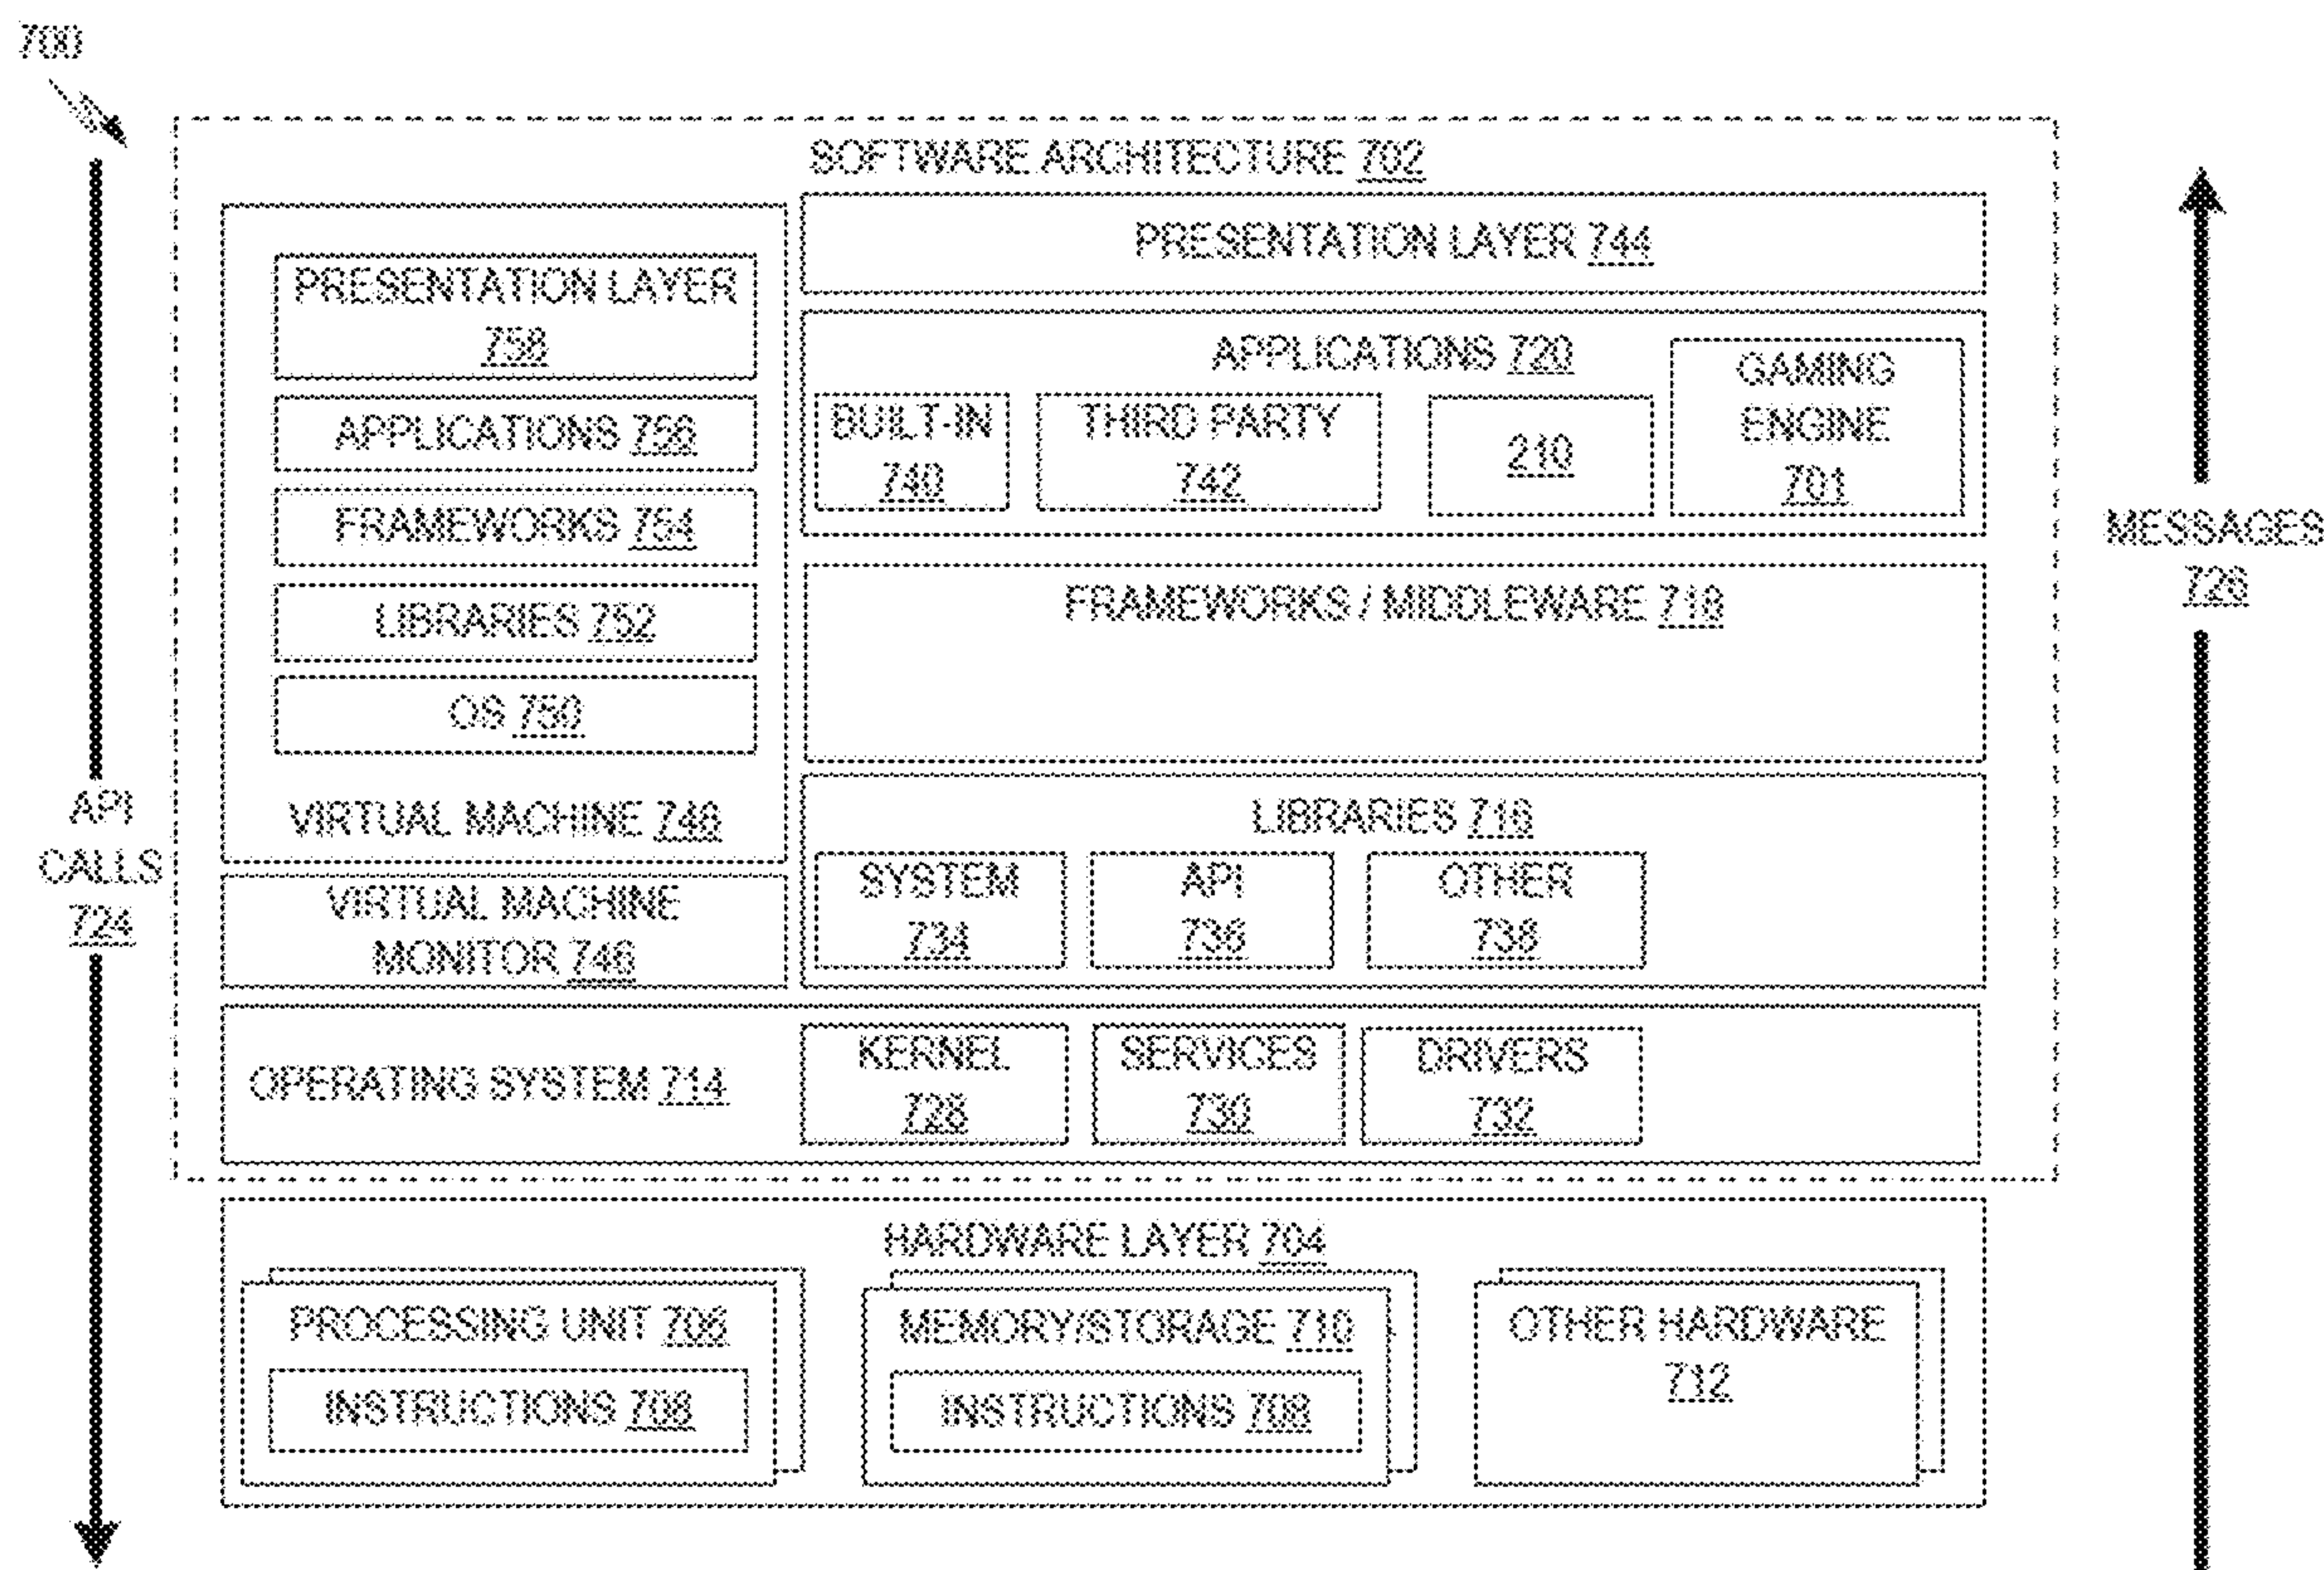 700
SOFTWARE ARCHITECTURE 702
PRESENTATION LAYER
758
APPLICATIONS 756
FRAMEWORKS 754
LIBRARIES 752
OS 750
VIRTUAL MACHINE 748
VIRTUAL MACHINE
MONITOR 746
PRESENTATION LAYER 744
APPLICATIONS 720
BUILT-IN
740
THIRD PARTY
742
210
GAMING
ENGINE
701
FRAMEWORKS / MIDDLEWARE 718
LIBRARIES 716
SYSTEM
734
API
736
OTHER
738
OPERATING SYSTEM 714
KERNEL
728
SERVICES
730
DRIVERS
732
HARDWARE LAYER 704
PROCESSING UNIT 706
INSTRUCTIONS 708
MEMORY/STORAGE 710
INSTRUCTIONS 708
OTHER HARDWARE
712
API
CALLS
724
MESSAGES
726